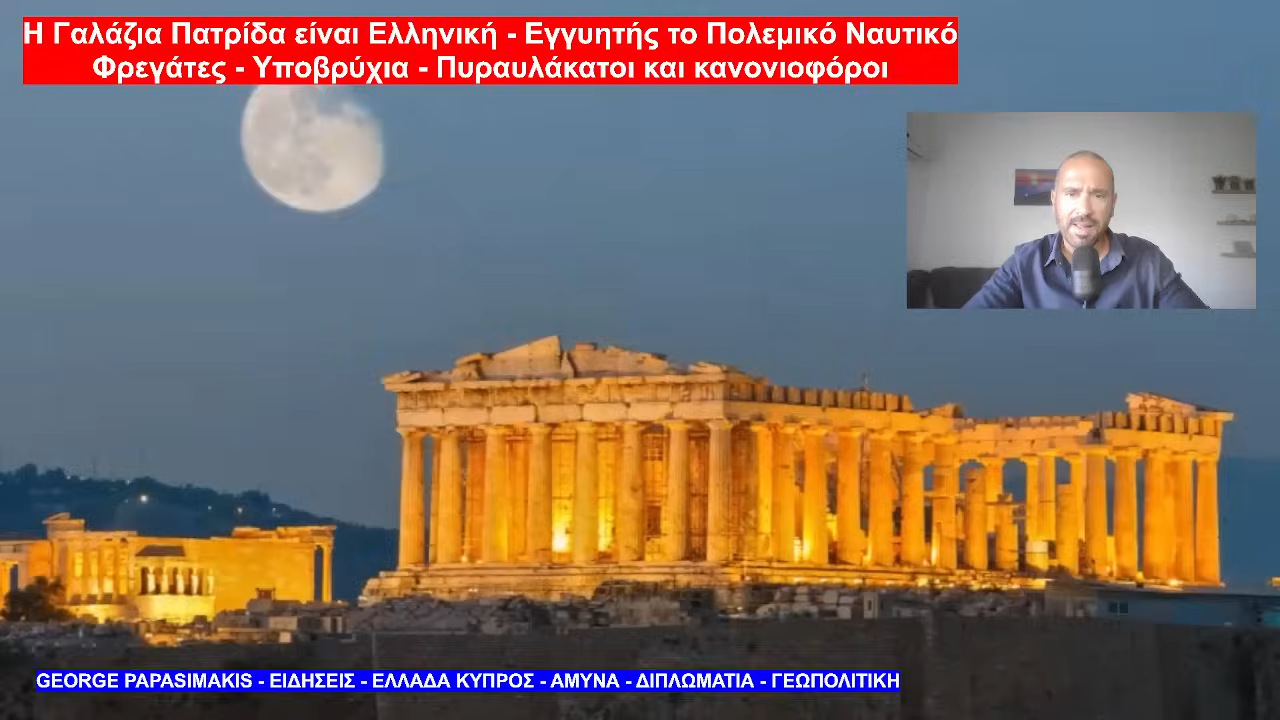 Η Γαλάζια Πατρίδα είναι Ελληνική - Εγγυητής το Πολεμικό Ναυτικό
Φρεγάτες - Υποβρύχια - Πυραυλάκατοι και κανονιοφόροι
GEORGE PAPASIMAKIS - ΕΙΔΗΣΕΙΣ - ΕΛΛΑΔΑ ΚΥΠΡΟΣ - ΑΜΥΝΑ - ΔΙΠΛΩΜΑΤΙΑ - ΓΕΩΠΟΛΙΤΙΚΗ